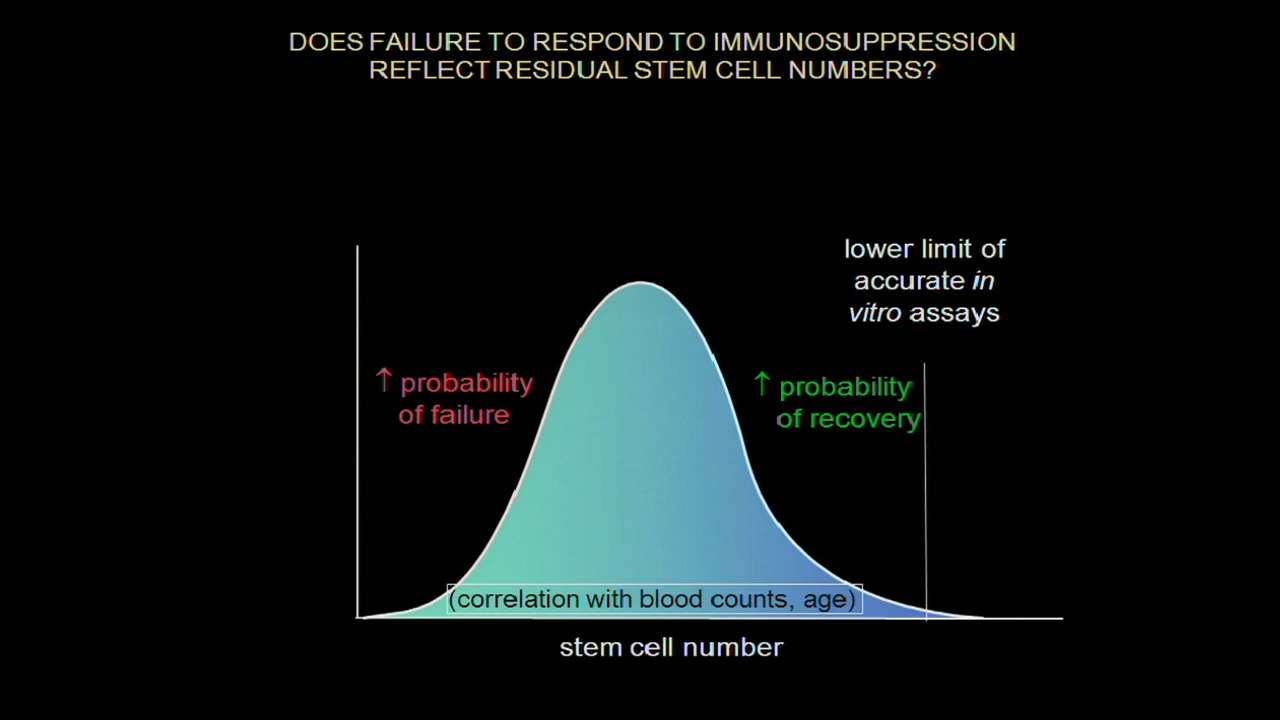 DOES FAILURE TO RESPOND TO IMMUNOSUPPRESSION
REFLECT RESIDUAL STEM CELL NUMBERS?
lower limit of
accurate in
vitro assays
↑ probability
of failure
↑ probability
of recovery
(correlation with blood counts, age)
stem cell number